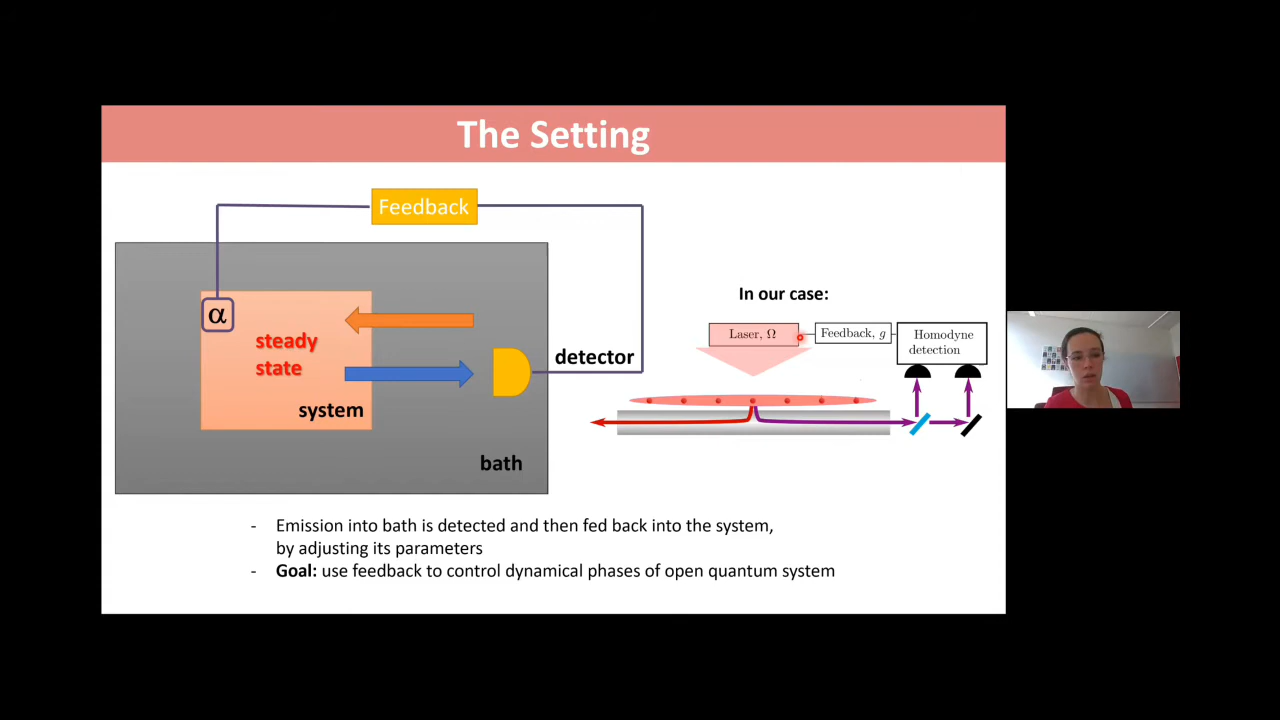 The Setting
Feedback
α
steady
state
system
detector
bath
In our case:
Laser, Ω
Feedback, g
Homodyne
detection
- Emission into bath is detected and then fed back into the system,
by adjusting its parameters
- Goal: use feedback to control dynamical phases of open quantum system